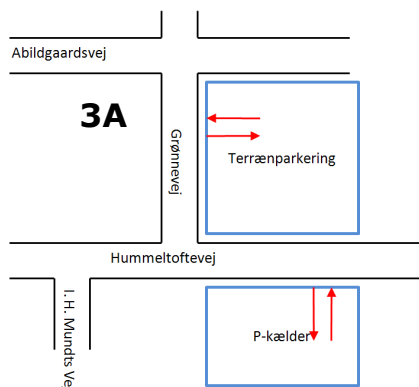 Abildgaardsvej
3A
Grønnevej
Terrænparkering
Hummeltoftevej
I. H. Mundts Ve
P-kælder